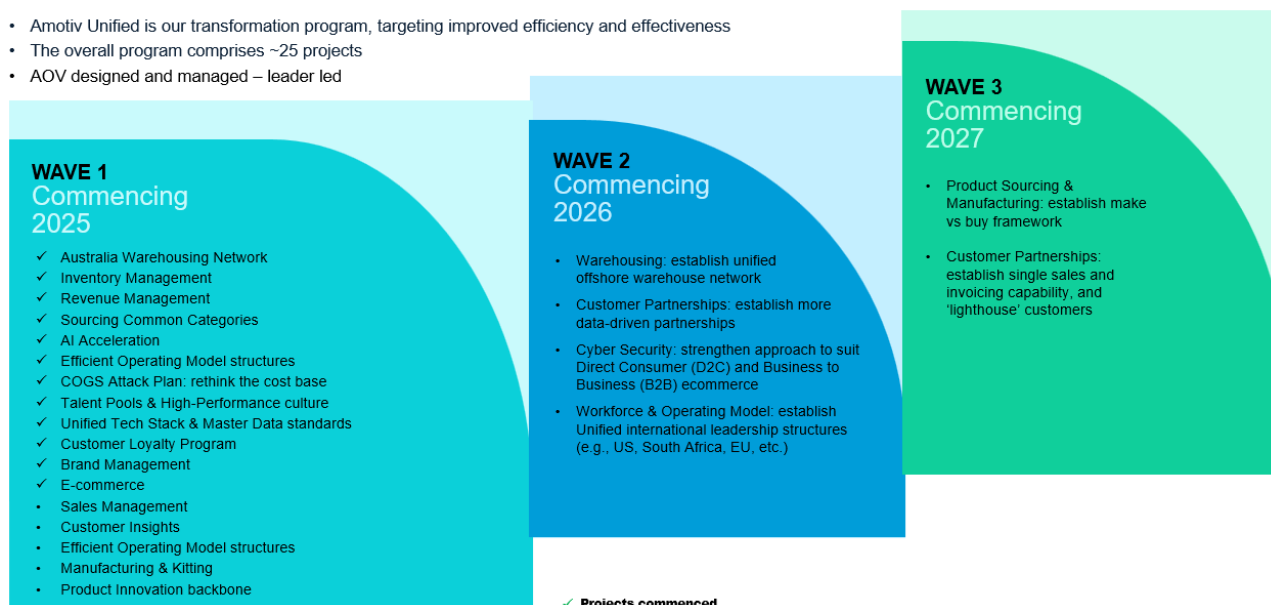 • Amotiv Unified is our transformation program, targeting improved efficiency and effectiveness
• The overall program comprises ~25 projects
• AOV designed and managed – leader led
WAVE 1
Commencing
2025
✓ Australia Warehousing Network
✓ Inventory Management
✓ Revenue Management
✓ Sourcing Common Categories
✓ AI Acceleration
✓ Efficient Operating Model structures
✓ COGS Attack Plan: rethink the cost base
✓ Talent Pools & High-Performance culture
✓ Unified Tech Stack & Master Data standards
✓ Customer Loyalty Program
✓ Brand Management
✓ E-commerce
• Sales Management
• Customer Insights
• Efficient Operating Model structures
• Manufacturing & Kitting
• Product Innovation backbone
WAVE 2
Commencing
2026
• Warehousing: establish unified
offshore warehouse network
• Customer Partnerships: establish more
data-driven partnerships
• Cyber Security: strengthen approach to suit
Direct Consumer (D2C) and Business to
Business (B2B) ecommerce
• Workforce & Operating Model: establish
Unified international leadership structures
(e.g., US, South Africa, EU, etc.)
WAVE 3
Commencing
2027
• Product Sourcing &
Manufacturing: establish make
vs buy framework
• Customer Partnerships:
establish single sales and
invoicing capability, and
‘lighthouse’ customers
✓ Projects commenced